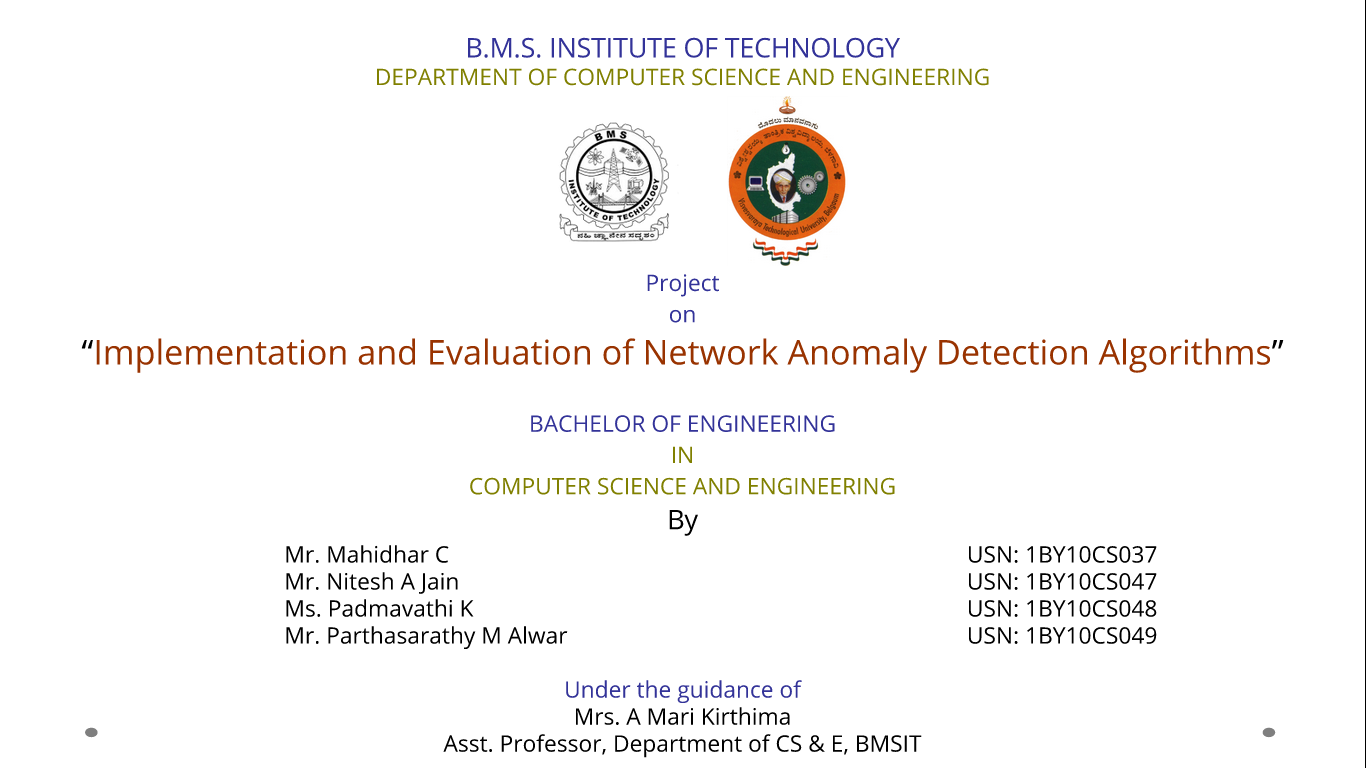 B.M.S. INSTITUTE OF TECHNOLOGY
DEPARTMENT OF COMPUTER SCIENCE AND ENGINEERING
BMS
INSTITUTE OF TECHNOLOGY
Visvesvaraya Technological University, Belgaum
Project
on
“Implementation and Evaluation of Network Anomaly Detection Algorithms”
BACHELOR OF ENGINEERING
IN
COMPUTER SCIENCE AND ENGINEERING
By
Mr. Mahidhar C USN: 1BY10CS037
Mr. Nitesh A Jain USN: 1BY10CS047
Ms. Padmavathi K USN: 1BY10CS048
Mr. Parthasarathy M Alwar USN: 1BY10CS049
Under the guidance of
Mrs. A Mari Kirthima
Asst. Professor, Department of CS & E, BMSIT